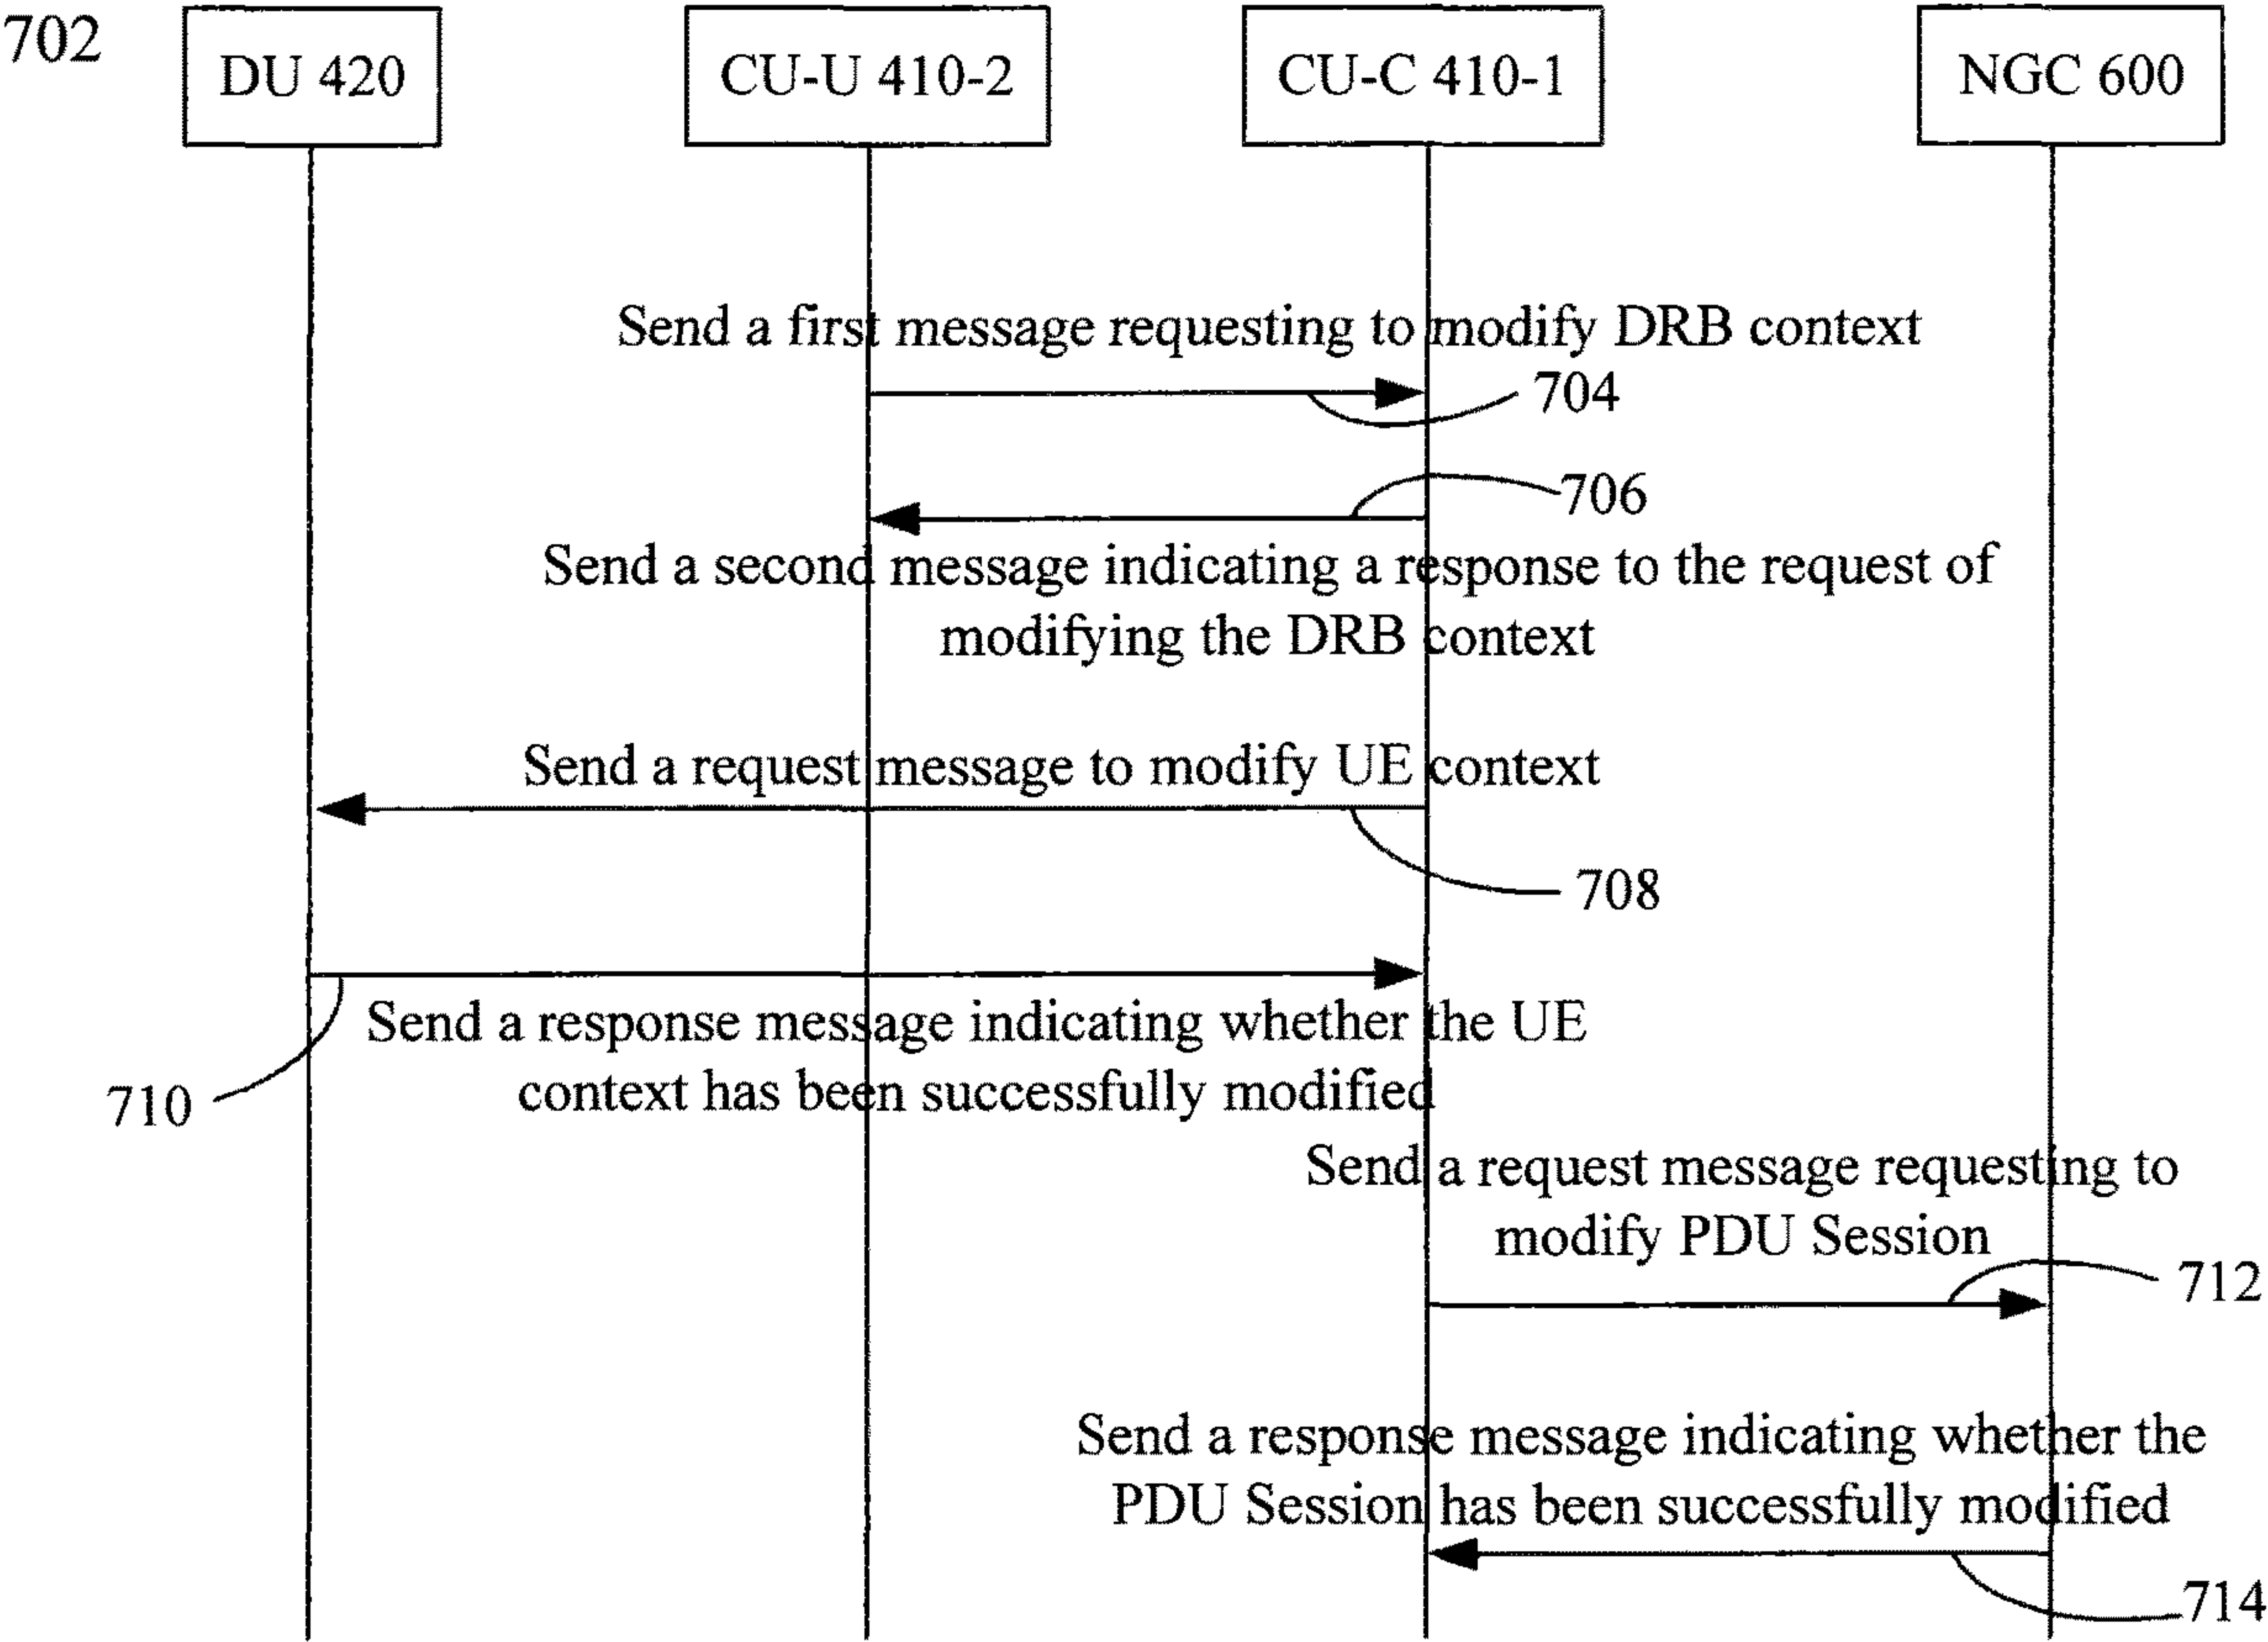 702
DU 420
CU-U 410-2
CU-C 410-1
NGC 600
Send a first message requesting to modify DRB context
704
706
Send a second message indicating a response to the request of
modifying the DRB context
Send a request message to modify UE context
708
Send a response message indicating whether the UE
context has been successfully modified
710
Send a request message requesting to
modify PDU Session
712
Send a response message indicating whether the
PDU Session has been successfully modified
714